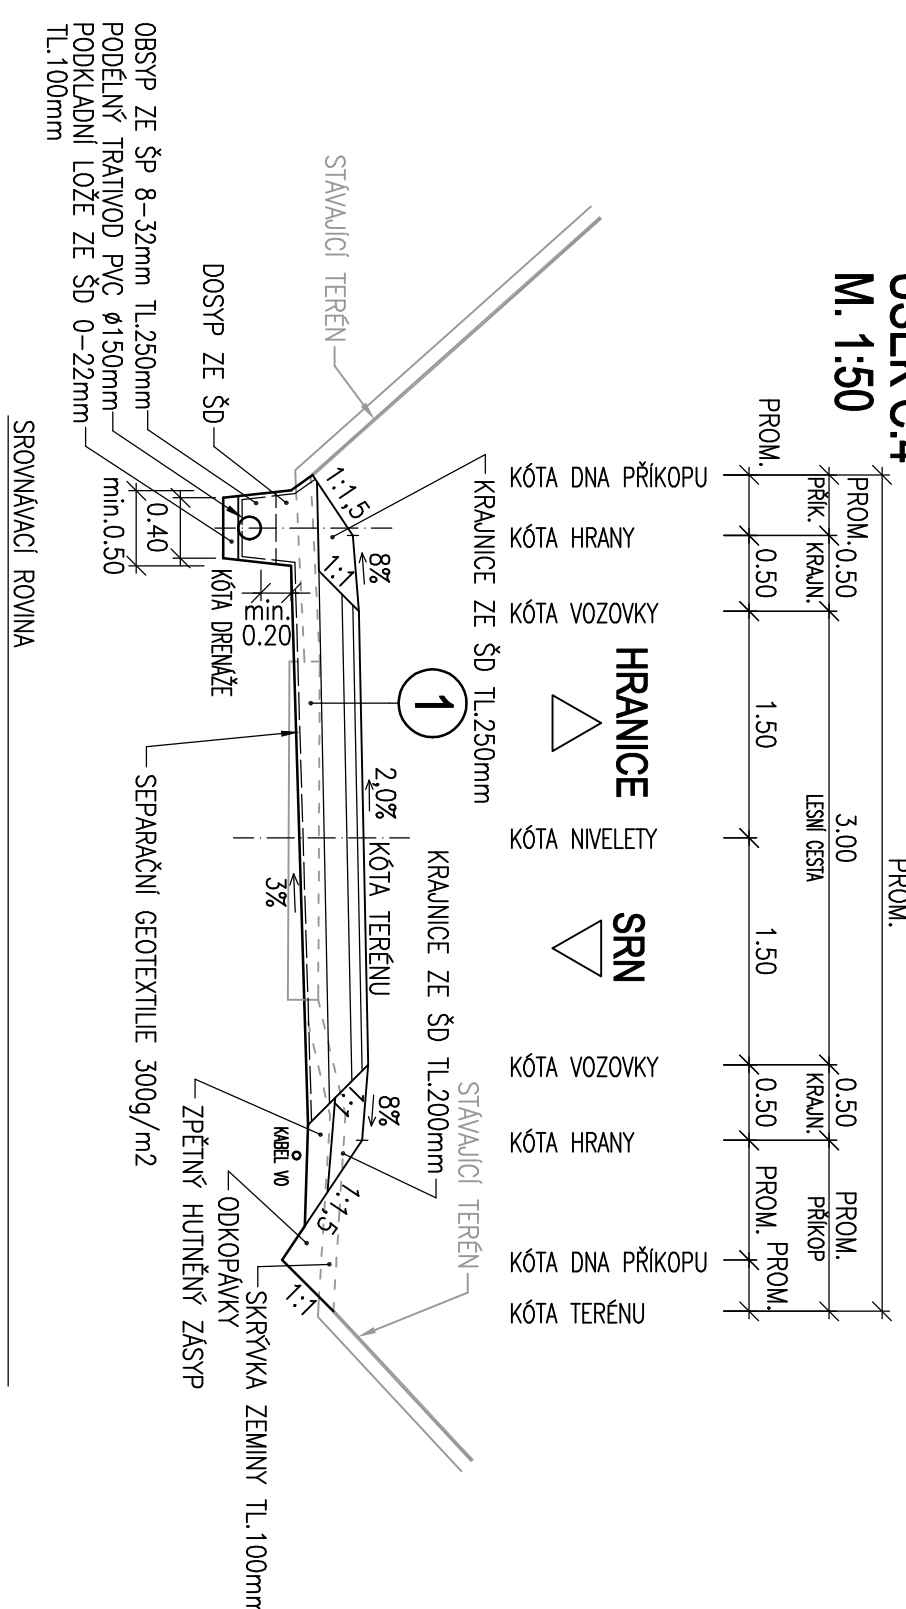 M. 1:50
PROM.
PROM.
0.50
3.00
0.50
PROM.
PŘÍK.
KRAJN.
LESNÍ CESTA
KRAJN.
PŘÍKOP
PROM.
0.50
1.50
1.50
0.50
PROM.
PROM.
KÓTA DNA PŘÍKOPU
KÓTA HRANY
KÓTA VOZOVKY
KÓTA NIVELETY
KÓTA VOZOVKY
KÓTA HRANY
KÓTA DNA PŘÍKOPU
KÓTA TERÉNU
HRANICE
SRN
KRAJNICE ZE ŠD TL.250mm
KRAJNICE ZE ŠD TL.200mm
STÁVAJÍCÍ TERÉN
STÁVAJÍCÍ TERÉN
1
1:1,5
8%
1:1
2,0%
KÓTA TERÉNU
3%
8%
1:1
1:1,5
1:1
min.
0.20
KÓTA DRENÁŽE
KABEL VO
0.40
min.0.50
DOSYP ZE ŠD
OBSYP ZE ŠP 8-32mm TL.250mm
PODÉLNÝ TRATIVOD PVC ø150mm
PODKLADNÍ LOŽE ZE ŠD 0-22mm
TL.100mm
SEPARAČNÍ GEOTEXTILIE 300g/m2
SKRÝVKA ZEMINY TL.100mm
ODKOPÁVKY
ZPĚTNÝ HUTNĚNÝ ZÁSYP
SROVNÁVACÍ ROVINA